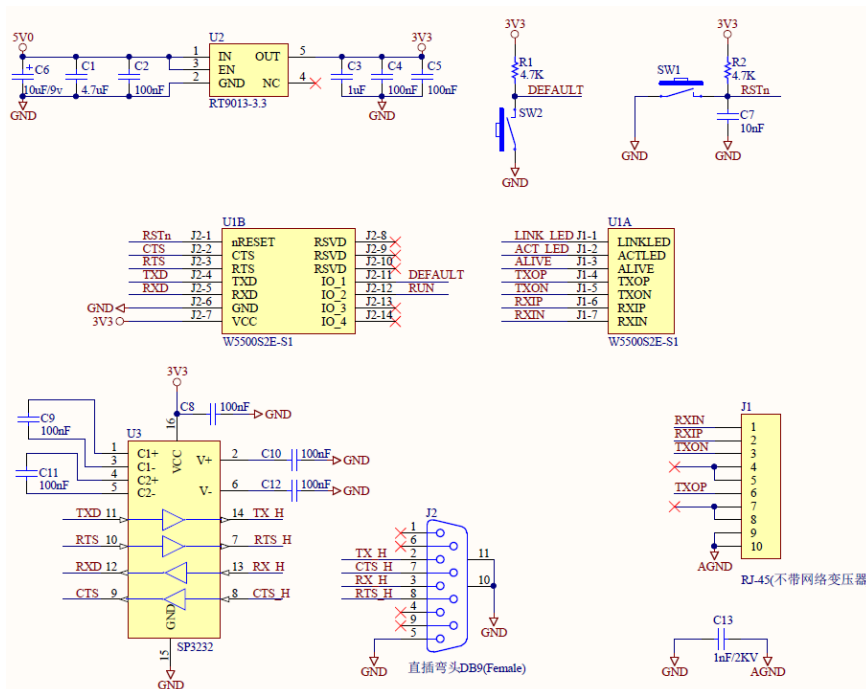 5V0
U2
3V3
1 IN OUT 5
3 EN
2 GND NC 4
RT9013-3.3
C6
10uF/9v
C1
4.7uF
C2
100nF
C3
1uF
C4
100nF
C5
100nF
GND
GND
3V3
R1
4.7K
DEFAULT
SW2
GND
3V3
SW1
R2
4.7K
RSTn
C7
10nF
GND
GND
U1B
RSTn J2-1 nRESET RSVD J2-8
CTS J2-2 CTS RSVD J2-9
RTS J2-3 RTS RSVD J2-10
TXD J2-4 TXD IO_1 J2-11 DEFAULT
RXD J2-5 RXD IO_2 J2-12 RUN
GND J2-6 GND IO_3 J2-13
3V3 J2-7 VCC IO_4 J2-14
W5500S2E-S1
U1A
LINK_LED J1-1 LINKLED
ACT_LED J1-2 ACTLED
ALIVE J1-3 ALIVE
TXOP J1-4 TXOP
TXON J1-5 TXON
RXIP J1-6 RXIP
RXIN J1-7 RXIN
W5500S2E-S1
3V3
C8 100nF GND
16
C9
100nF
U3
VCC
1 C1+
3 C1-
4 C2+
5 C2-
C11
100nF
V+ 2 C10 100nF GND
V- 6 C12 100nF GND
TXD 11 14 TX_H
RTS 10 7 RTS_H
RXD 12 13 RX_H
CTS 9 8 CTS_H
GND
SP3232
15
GND
J2
1
6
TX_H 2
CTS_H 7
RX_H 3
RTS_H 8
4
9
5
11
10
GND
GND
直插弯头DB9(Female)
J1
RXIN 1
RXIP 2
TXON 3
4
5
TXOP 6
7
8
9
10
AGND
RJ-45(不带网络变压器
C13
1nF/2KV
GND
AGND